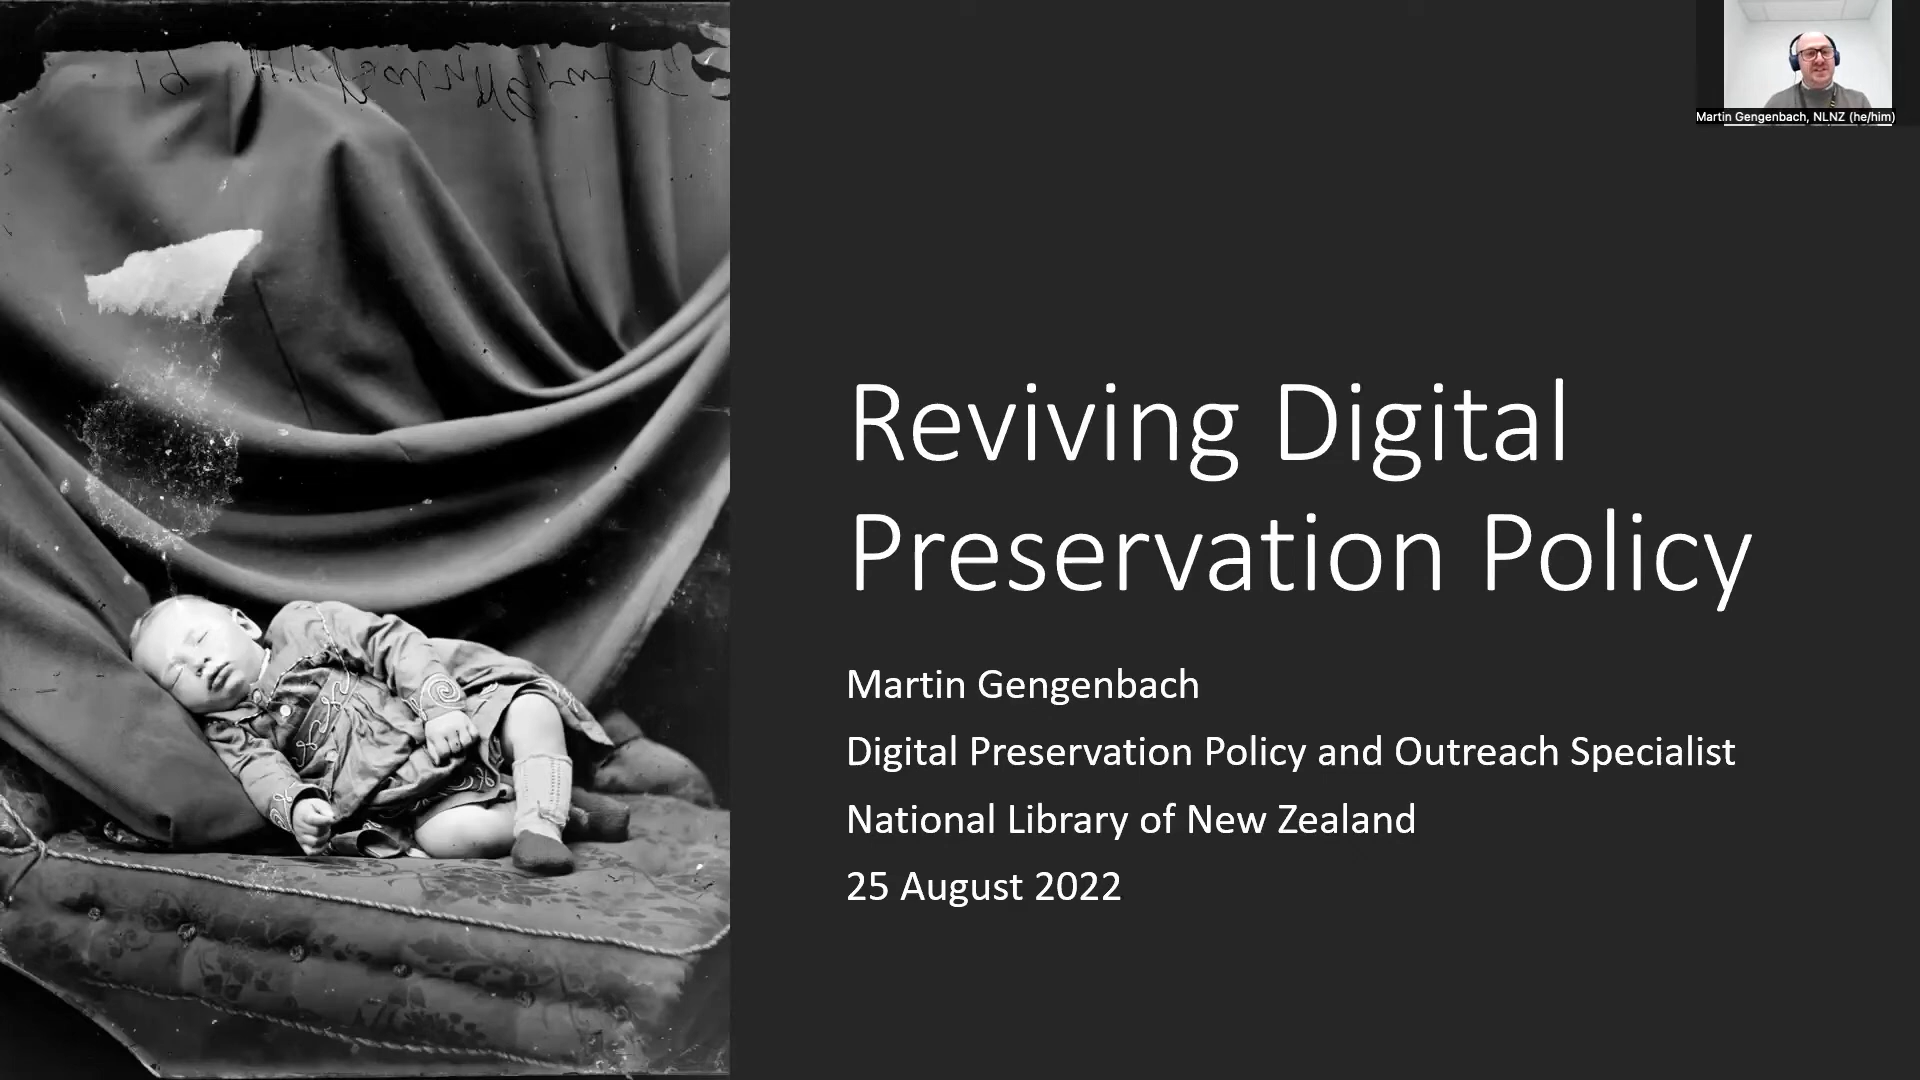 Martin Gengenbach, NLNZ (he/him)
Reviving Digital
Preservation Policy
Martin Gengenbach
Digital Preservation Policy and Outreach Specialist
National Library of New Zealand
25 August 2022